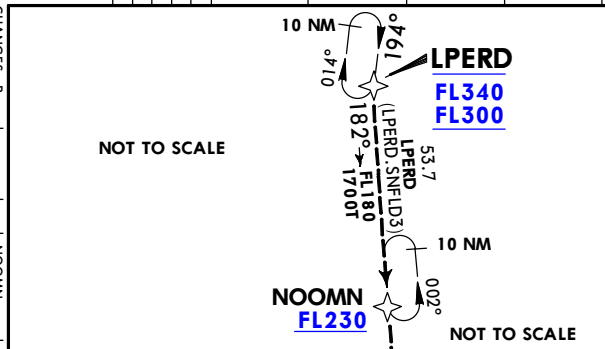 10 NM
194°
014°
LPERD
FL340
FL300
182°
NOT TO SCALE
53.7
LPERD
(LPERD.SNFLD3)
FL180
1700T
10 NM
002°
NOOMN
FL230
NOT TO SCALE